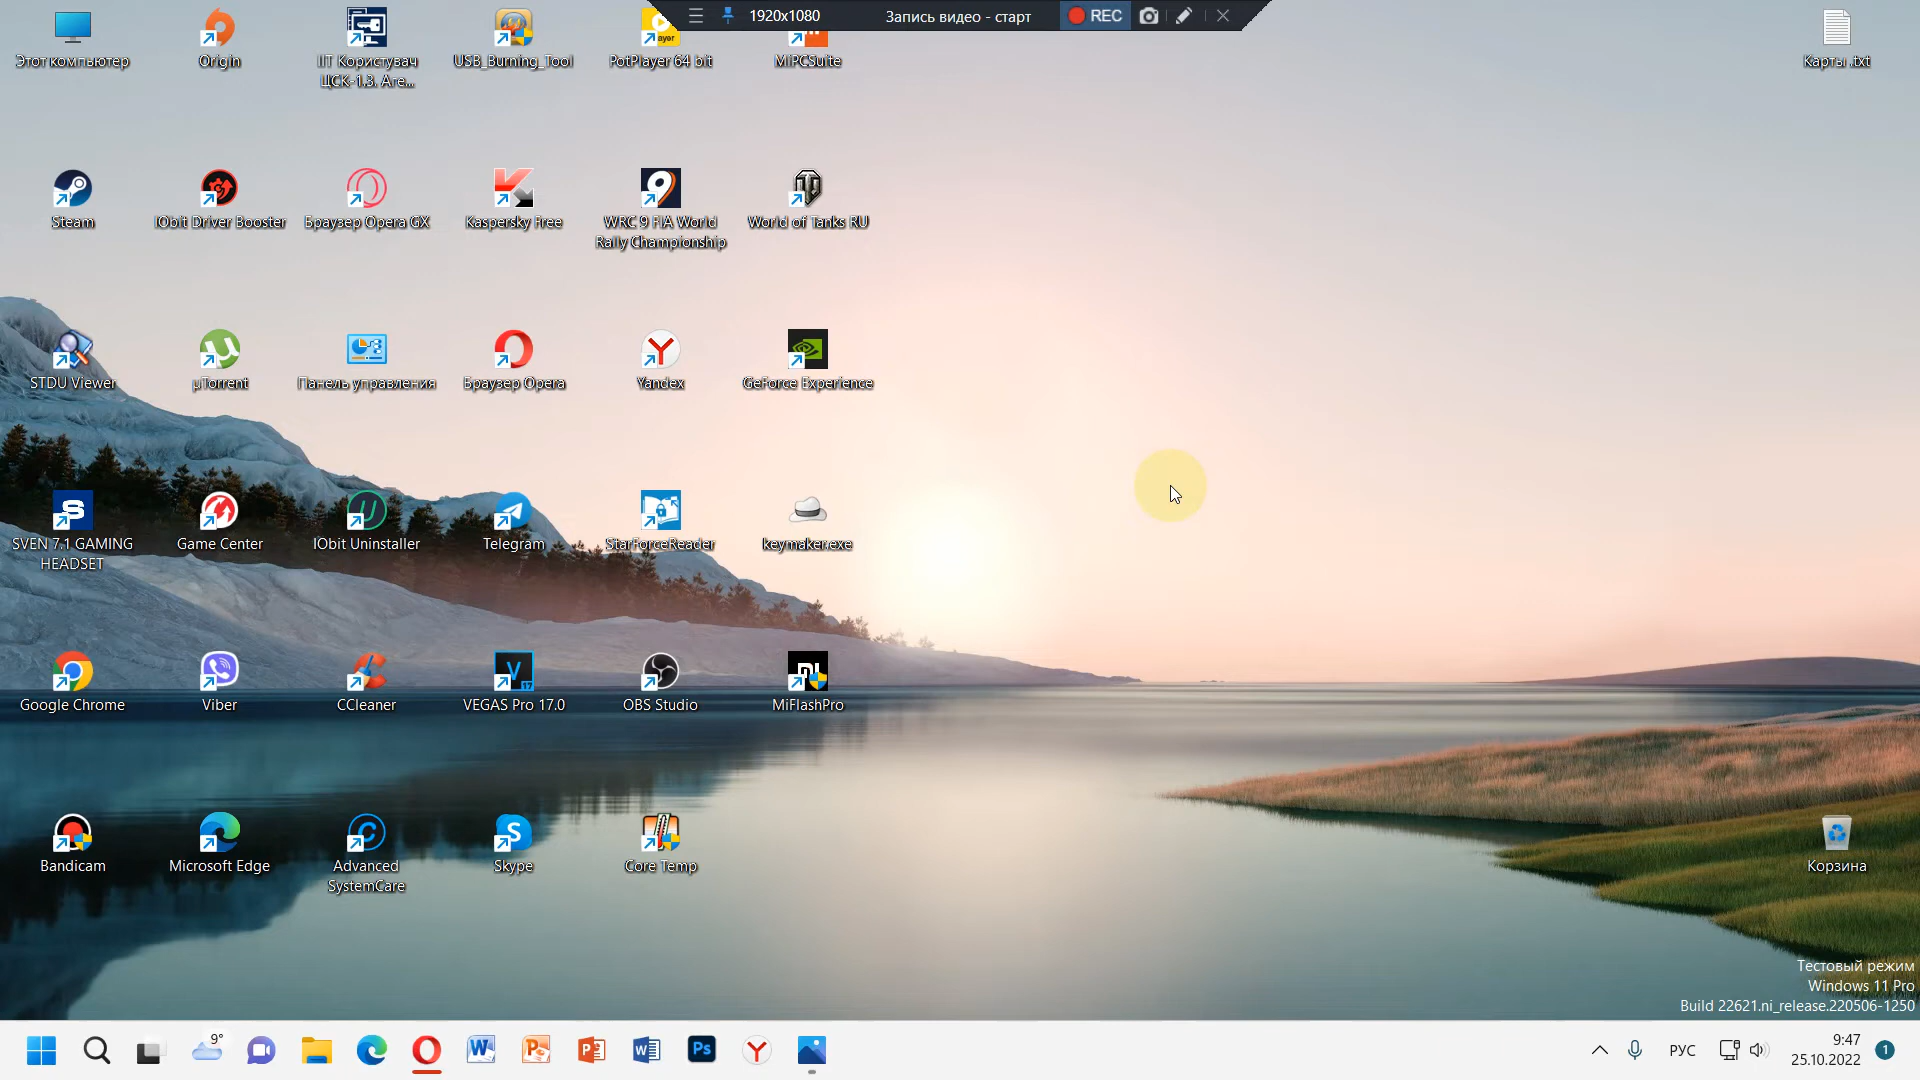 1920x1080
Запись видео - старт
REC
Этот компьютер
Origin
ІІТ Користувач
ЦСК-1.3. Аге...
USB_Burning_Tool
ayer
PotPlayer 64 bit
MiPCSuite
Карты .txt
Steam
IObit Driver Booster
Браузер Opera GX
Kaspersky Free
9
WRC 9 FIA World
Rally Championship
World of Tanks RU
STDU Viewer
µTorrent
Панель управления
Браузер Opera
Yandex
GeForce Experience
S
SVEN 7.1 GAMING
HEADSET
Game Center
IObit Uninstaller
Telegram
StarForceReader
keymaker.exe
Google Chrome
Viber
CCleaner
V
17
VEGAS Pro 17.0
OBS Studio
MiFlashPro
Bandicam
Microsoft Edge
Advanced
SystemCare
Skype
Core Temp
Корзина
Тестовый режим
Windows 11 Pro
Build 22621.ni_release.220506-1250
9°
Ps
РУС
9:47
25.10.2022
1